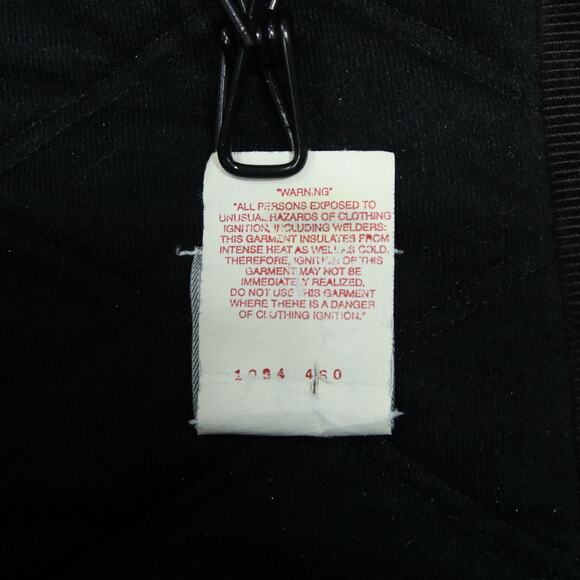 "WARNING"
"ALL PERSONS EXPOSED TO
UNUSUAL HAZARDS OF CLOTHING
IGNITION, INCLUDING WELDERS:
THIS GARMENT INSULATES FROM
INTENSE HEAT AS WELL AS COLD.
THEREFORE, IGNITION OF THIS
GARMENT MAY NOT BE
IMMEDIATELY REALIZED.
DO NOT USE THIS GARMENT
WHERE THERE IS A DANGER
OF CLOTHING IGNITION."
1094 460